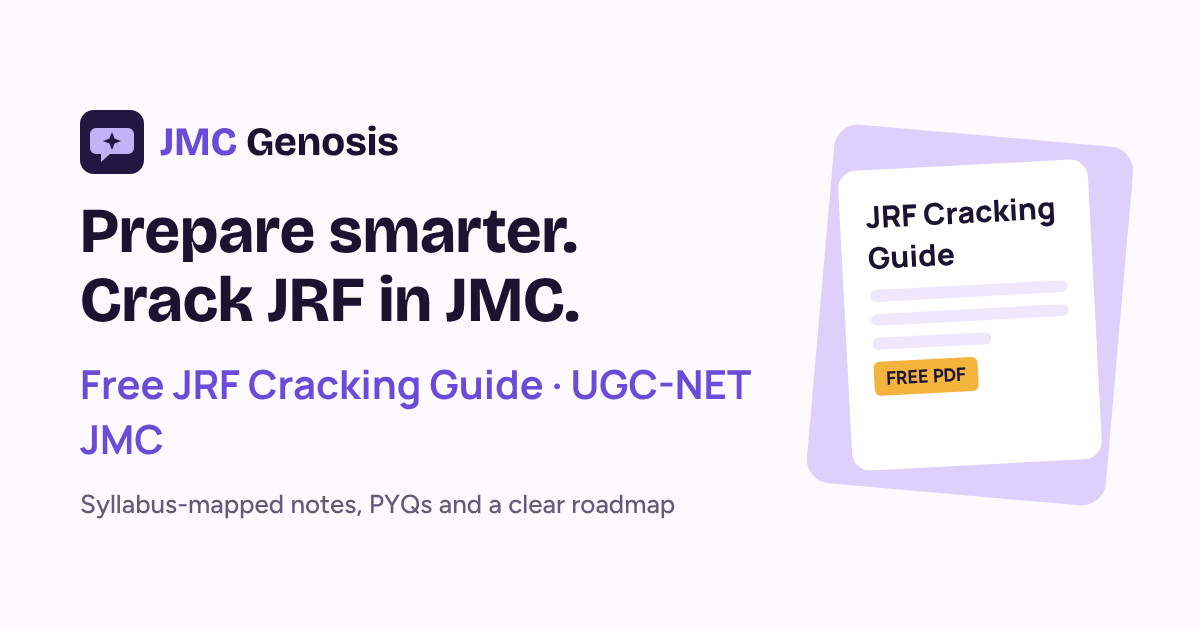 JMC Genosis
Prepare smarter.
Crack JRF in JMC.
Free JRF Cracking Guide · UGC-NET
JMC
Syllabus-mapped notes, PYQs and a clear roadmap
JRF Cracking
Guide
FREE PDF